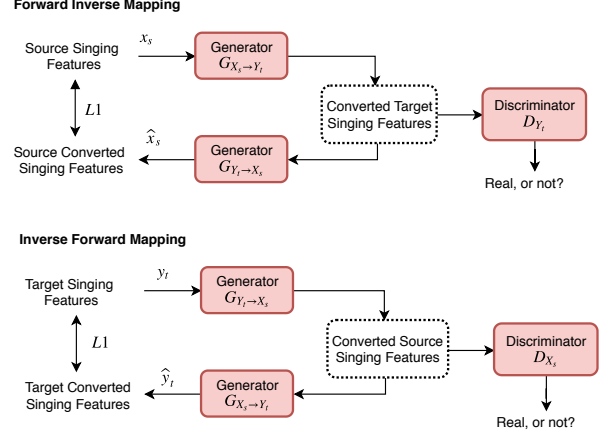 Forward Inverse Mapping
Source Singing
Features
x_s
Generator
G_{X_s→Y_t}
L1
Converted Target
Singing Features
Discriminator
D_{Y_t}
Source Converted
Singing Features
x̂_s
Generator
G_{Y_t→X_s}
Real, or not?
Inverse Forward Mapping
Target Singing
Features
y_t
Generator
G_{Y_t→X_s}
L1
Converted Source
Singing Features
Discriminator
D_{X_s}
Target Converted
Singing Features
ŷ_t
Generator
G_{X_s→Y_t}
Real, or not?